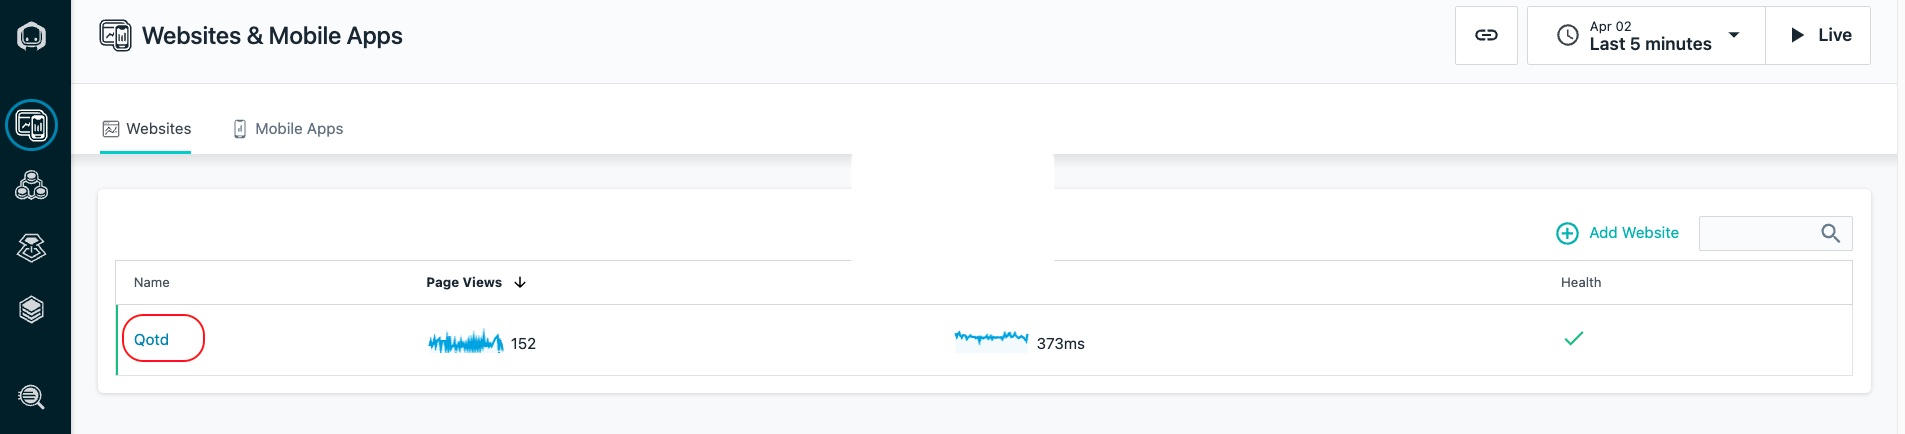 Websites & Mobile Apps
Apr 02
Last 5 minutes
Live
Websites
Mobile Apps
Add Website
Name
Page Views
Health
Qotd
152
373ms